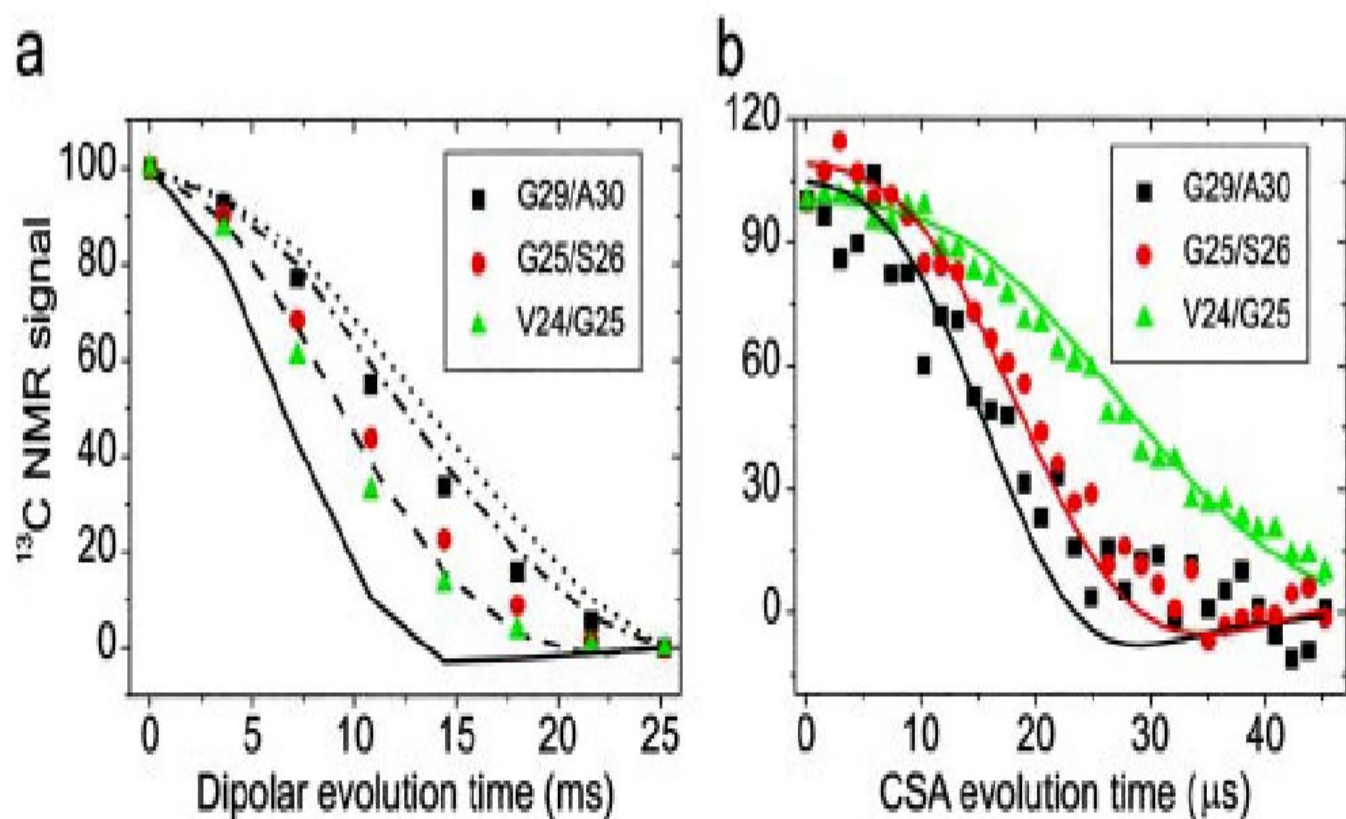 a
b
100
80
60
40
20
0
¹³C NMR signal
G29/A30
G25/S26
V24/G25
0 5 10 15 20 25
Dipolar evolution time (ms)
120
90
60
30
0
G29/A30
G25/S26
V24/G25
0 10 20 30 40
CSA evolution time (μs)